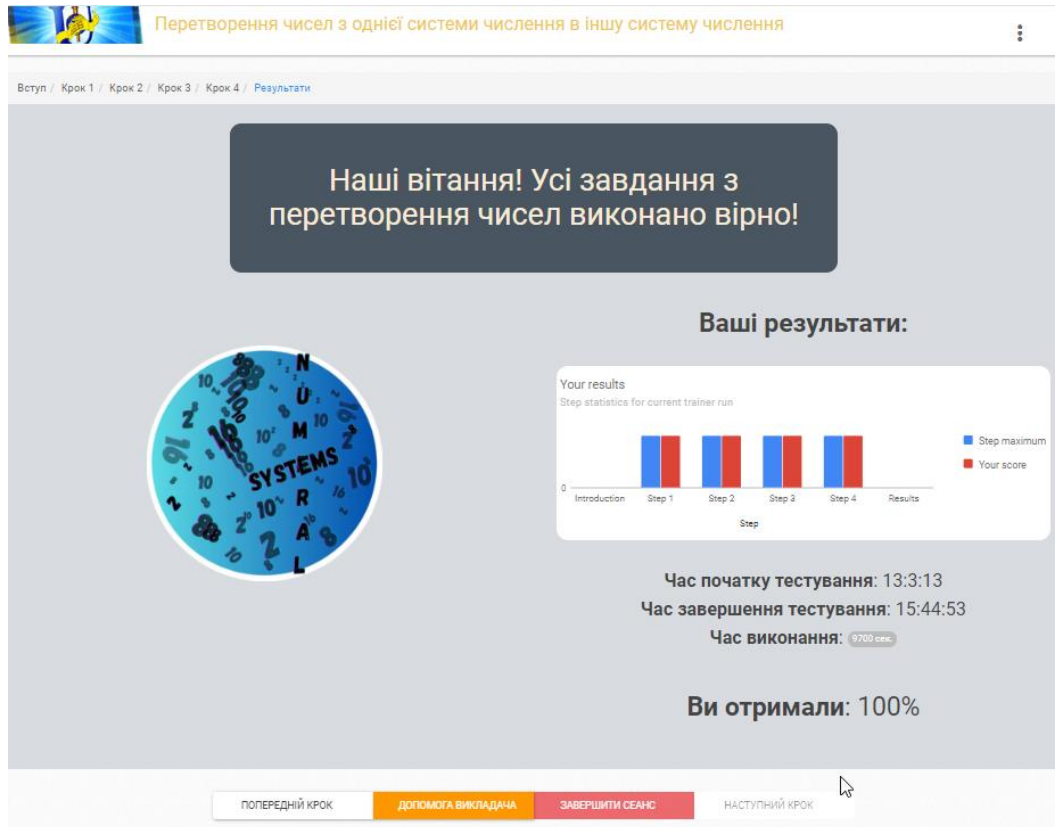 Перетворення чисел з однієї системи числення в іншу систему числення
Вступ / Крок 1 / Крок 2 / Крок 3 / Крок 4 / Результати
Наші вітання! Усі завдання з
перетворення чисел виконано вірно!
NUMERAL
SYSTEMS
Ваші результати:
Your results
Step statistics for current trainer run
Step maximum
Your score
0
Introduction Step 1 Step 2 Step 3 Step 4 Results
Step
Час початку тестування: 13:3:13
Час завершення тестування: 15:44:53
Час виконання: 9700 сек.
Ви отримали: 100%
ПОПЕРЕДНІЙ КРОК ДОПОМОГА ВИКЛАДАЧА ЗАВЕРШИТИ СЕАНС НАСТУПНИЙ КРОК